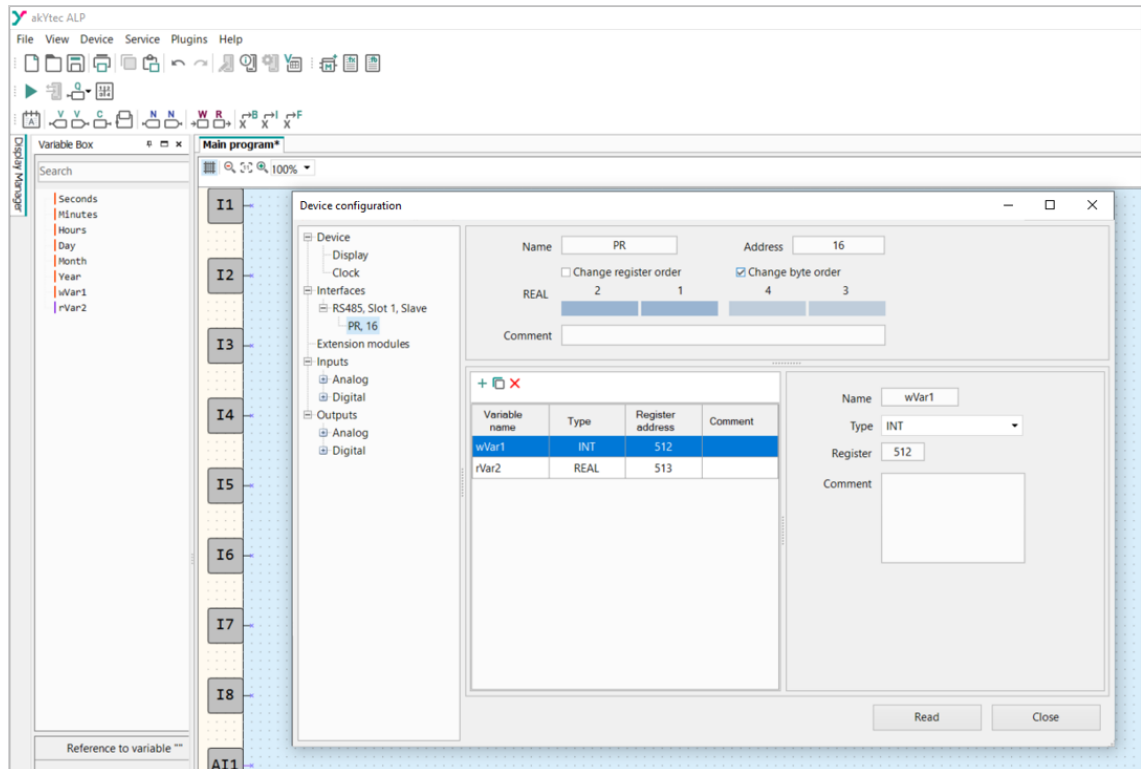 akYtec ALP
File View Device Service Plugins Help
Display Manager
Variable Box
Main program*
Search
100%
Seconds
Minutes
Hours
Day
Month
Year
wVar1
rVar2
Reference to variable ""
I1
I2
I3
I4
I5
I6
I7
I8
AI1
Device configuration
Device
Display
Clock
Interfaces
RS485, Slot 1, Slave
PR, 16
Extension modules
Inputs
Analog
Digital
Outputs
Analog
Digital
Name PR Address 16
Change register order Change byte order
REAL 2 1 4 3
Comment
Variable name Type Register address Comment
wVar1 INT 512
rVar2 REAL 513
Name wVar1
Type INT
Register 512
Comment
Read Close